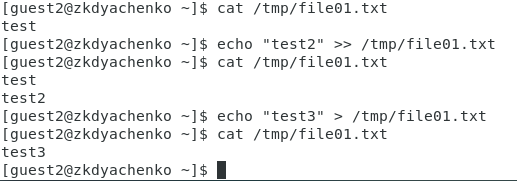 [guest2@zkdyachenko ~]$ cat /tmp/file01.txt
test
[guest2@zkdyachenko ~]$ echo "test2" >> /tmp/file01.txt
[guest2@zkdyachenko ~]$ cat /tmp/file01.txt
test
test2
[guest2@zkdyachenko ~]$ echo "test3" > /tmp/file01.txt
[guest2@zkdyachenko ~]$ cat /tmp/file01.txt
test3
[guest2@zkdyachenko ~]$